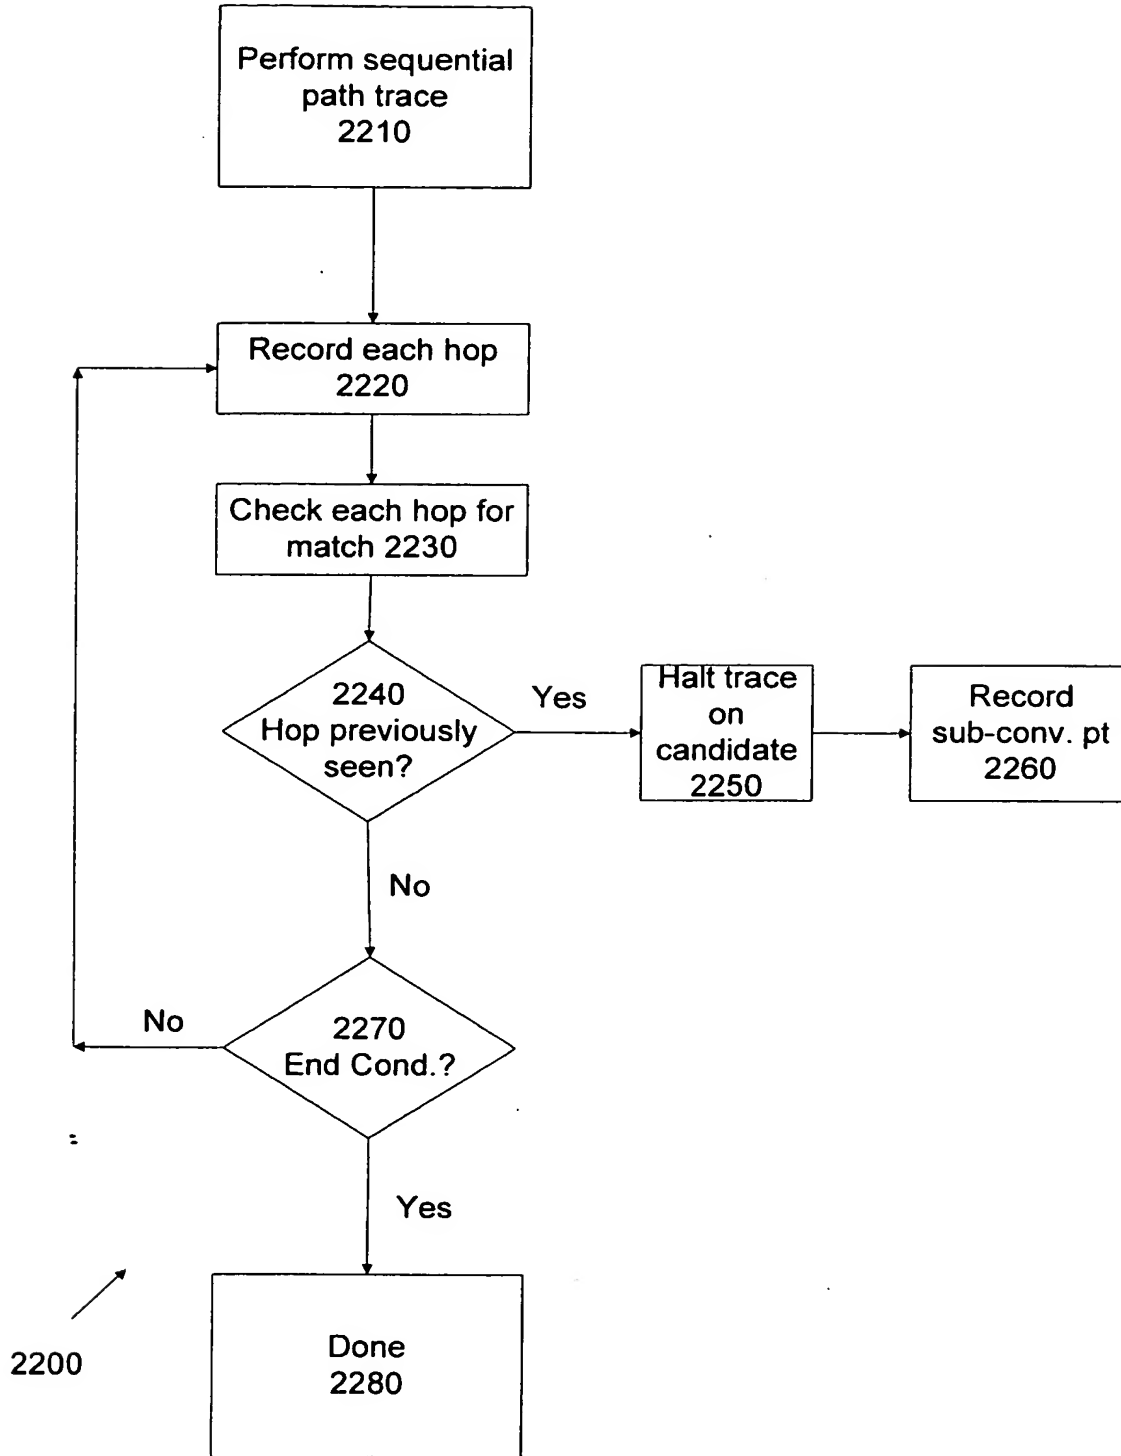 Perform sequential
path trace
2210
Record each hop
2220
Check each hop for
match 2230
2240
Hop previously
seen?
Yes
Halt trace
on
candidate
2250
Record
sub-conv. pt
2260
No
2270
End Cond.?
No
Yes
Done
2280
2200